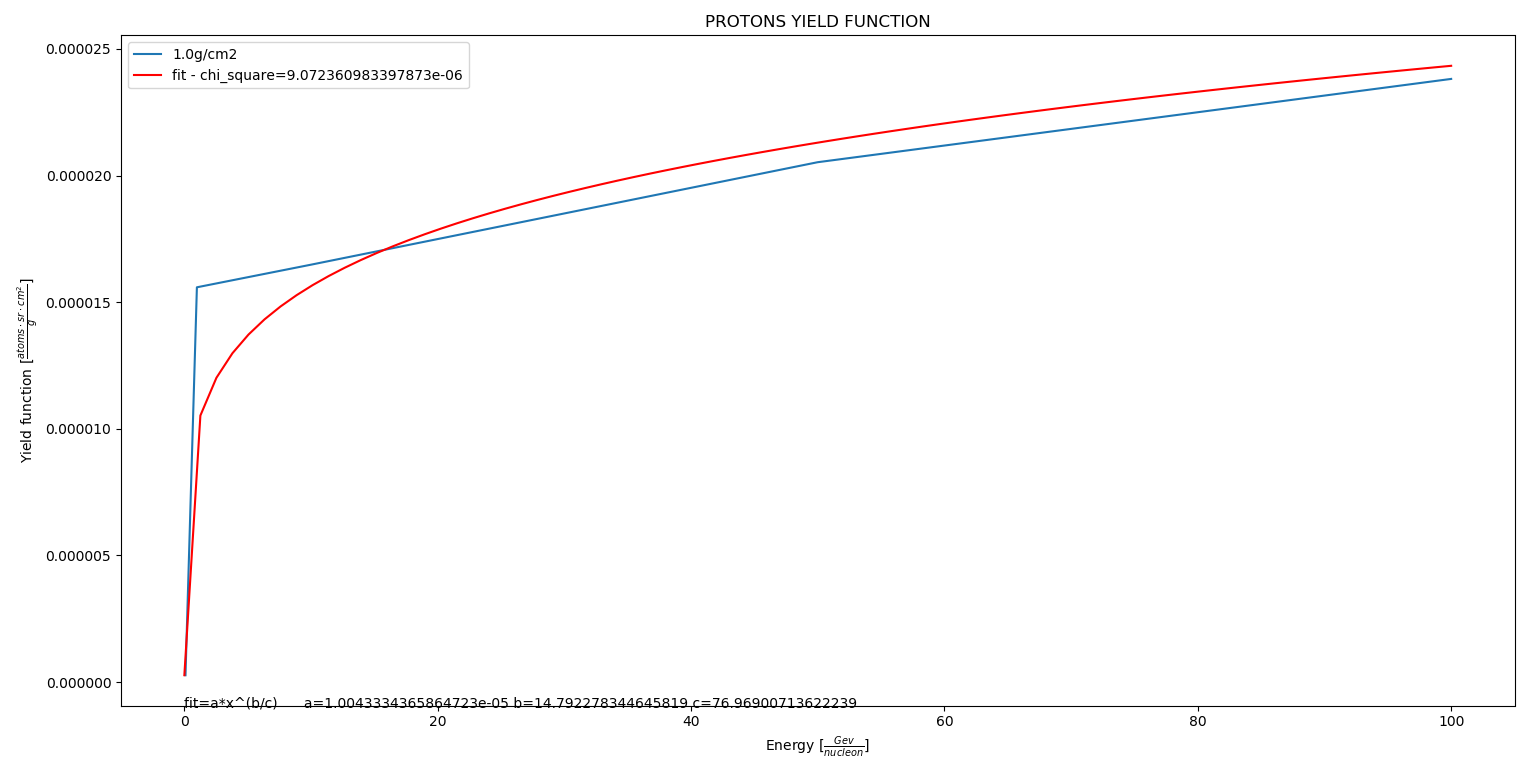 PROTONS YIELD FUNCTION
1.0g/cm2
fit - chi_square=9.072360983397873e-06
0.000025
0.000020
0.000015
0.000010
0.000005
0.000000
Yield function [atoms · sr · cm²/g]
fit=a*x^(b/c) a=1.0043334365864723e-05 b=14.792278344645819 c=76.96900713622239
0 20 40 60 80 100
Energy [Gev/nucleon]